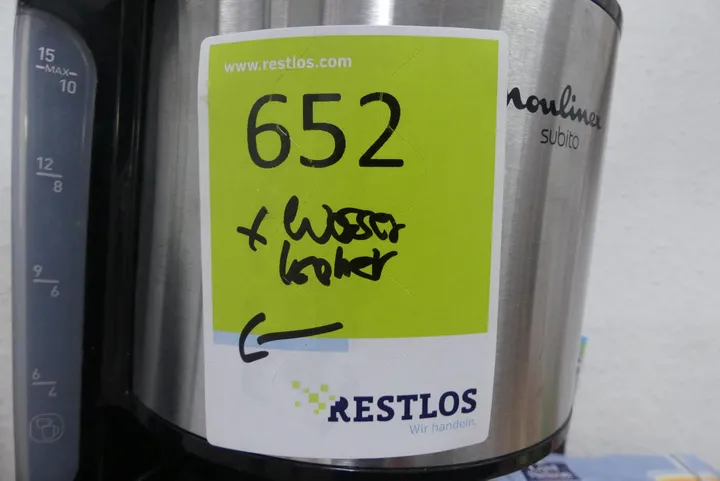 www.restlos.com
652
+ Wasser
kocher
←
RESTLOS
Wir handeln.
moulinex
subito
15
MAX
10
12
8
9
6
6
4